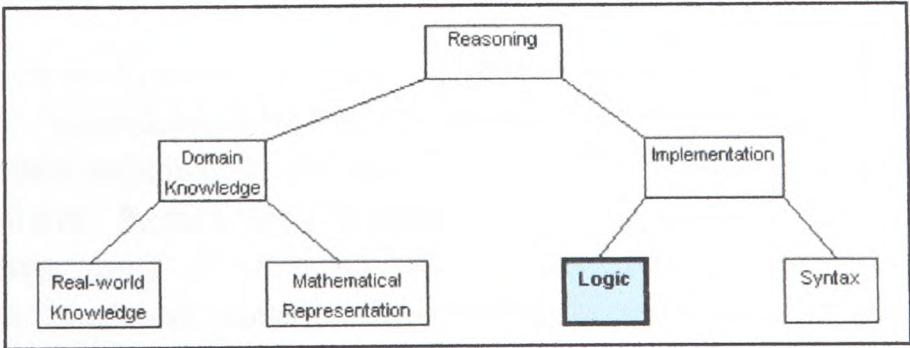 Reasoning
Domain
Knowledge
Implementation
Real-world
Knowledge
Mathematical
Representation
Logic
Syntax